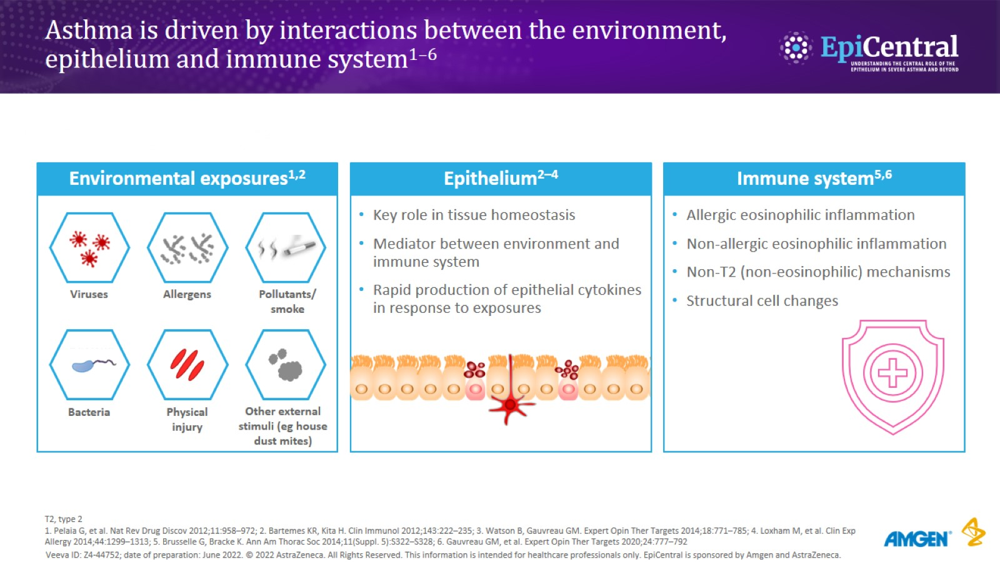 Asthma is driven by interactions between the environment,
epithelium and immune system1–6
EpiCentral
UNDERSTANDING THE CENTRAL ROLE OF THE
EPITHELIUM IN SEVERE ASTHMA AND BEYOND
Environmental exposures1,2
Viruses
Allergens
Pollutants/
smoke
Bacteria
Physical
injury
Other external
stimuli (eg house
dust mites)
Epithelium2–4
• Key role in tissue homeostasis
• Mediator between environment and
immune system
• Rapid production of epithelial cytokines
in response to exposures
Immune system5,6
• Allergic eosinophilic inflammation
• Non-allergic eosinophilic inflammation
• Non-T2 (non-eosinophilic) mechanisms
• Structural cell changes
T2, type 2
1. Pelaia G, et al. Nat Rev Drug Discov 2012;11:958–972; 2. Bartemes KR, Kita H. Clin Immunol 2012;143:222–235; 3. Watson B, Gauvreau GM. Expert Opin Ther Targets 2014;18:771–785; 4. Loxham M, et al. Clin Exp
Allergy 2014;44:1299–1313; 5. Brusselle G, Bracke K. Ann Am Thorac Soc 2014;11(Suppl. 5):S322–S328; 6. Gauvreau GM, et al. Expert Opin Ther Targets 2020;24:777–792
Veeva ID: Z4-44752; date of preparation: June 2022. © 2022 AstraZeneca. All Rights Reserved. This information is intended for healthcare professionals only. EpiCentral is sponsored by Amgen and AstraZeneca.
AMGEN®